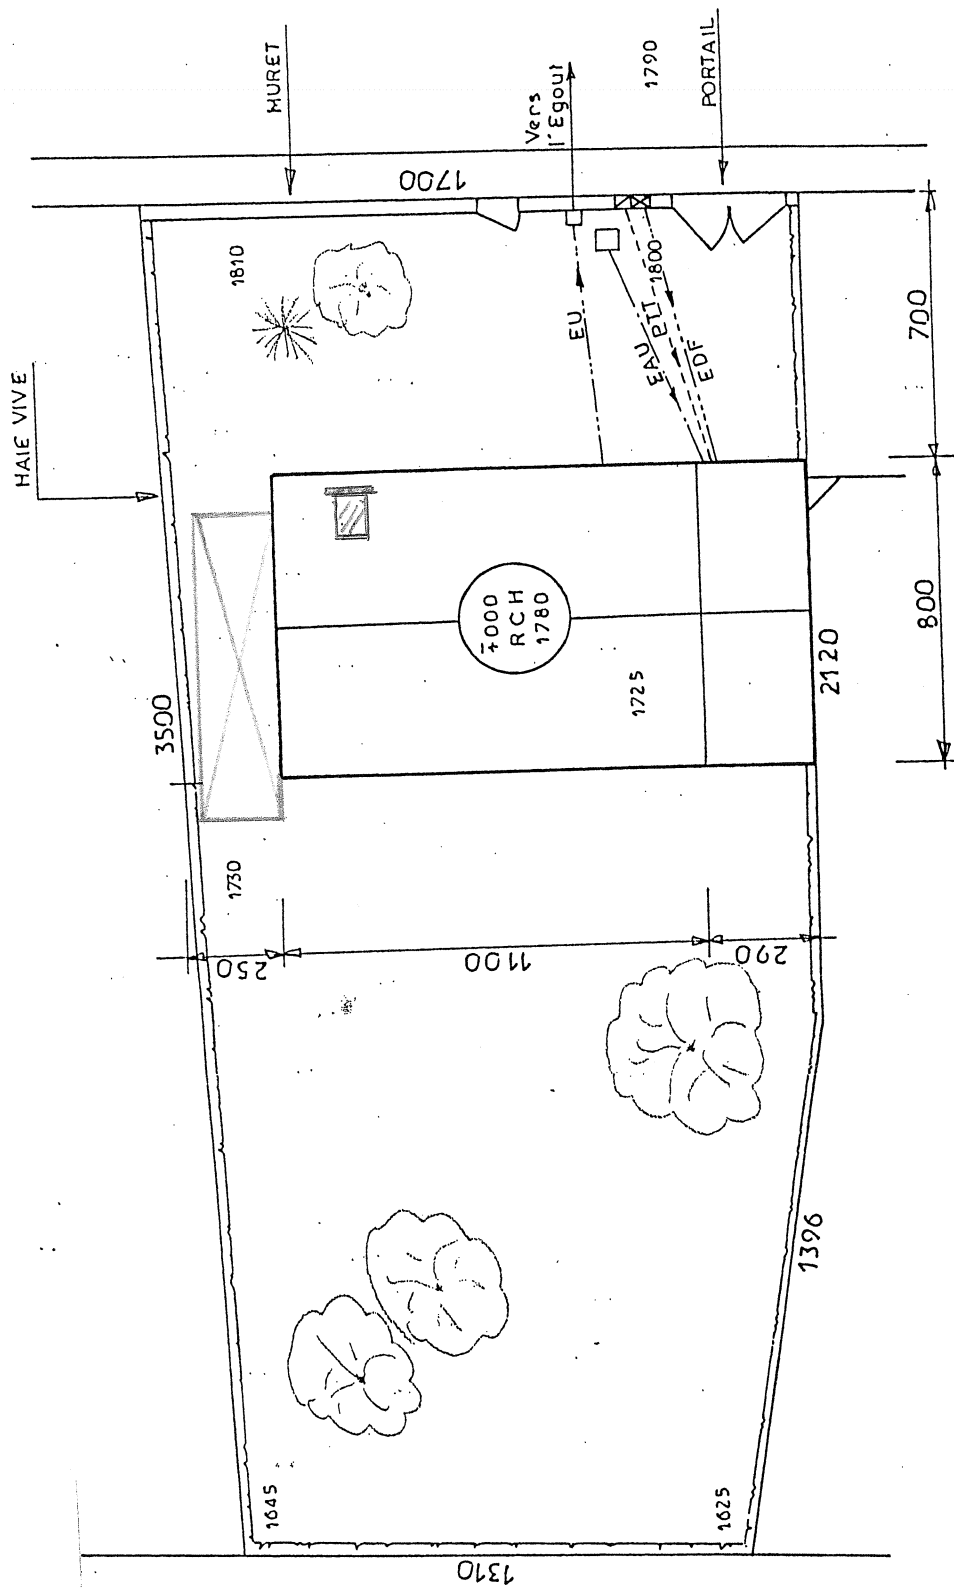 MURET
Vers
l'Egout
1790
PORTAIL
1700
1810
HAIE VIVE
EU
EAU
PTT
1800
EDF
700
3500
∓000
RCH
1780
1725
2120
800
1730
250
1100
290
1396
1645
1625
1310